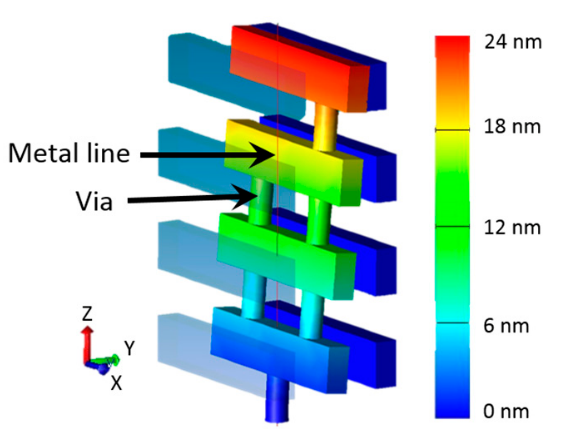 24 nm
18 nm
Metal line
Via
12 nm
Z
Y
X
6 nm
0 nm